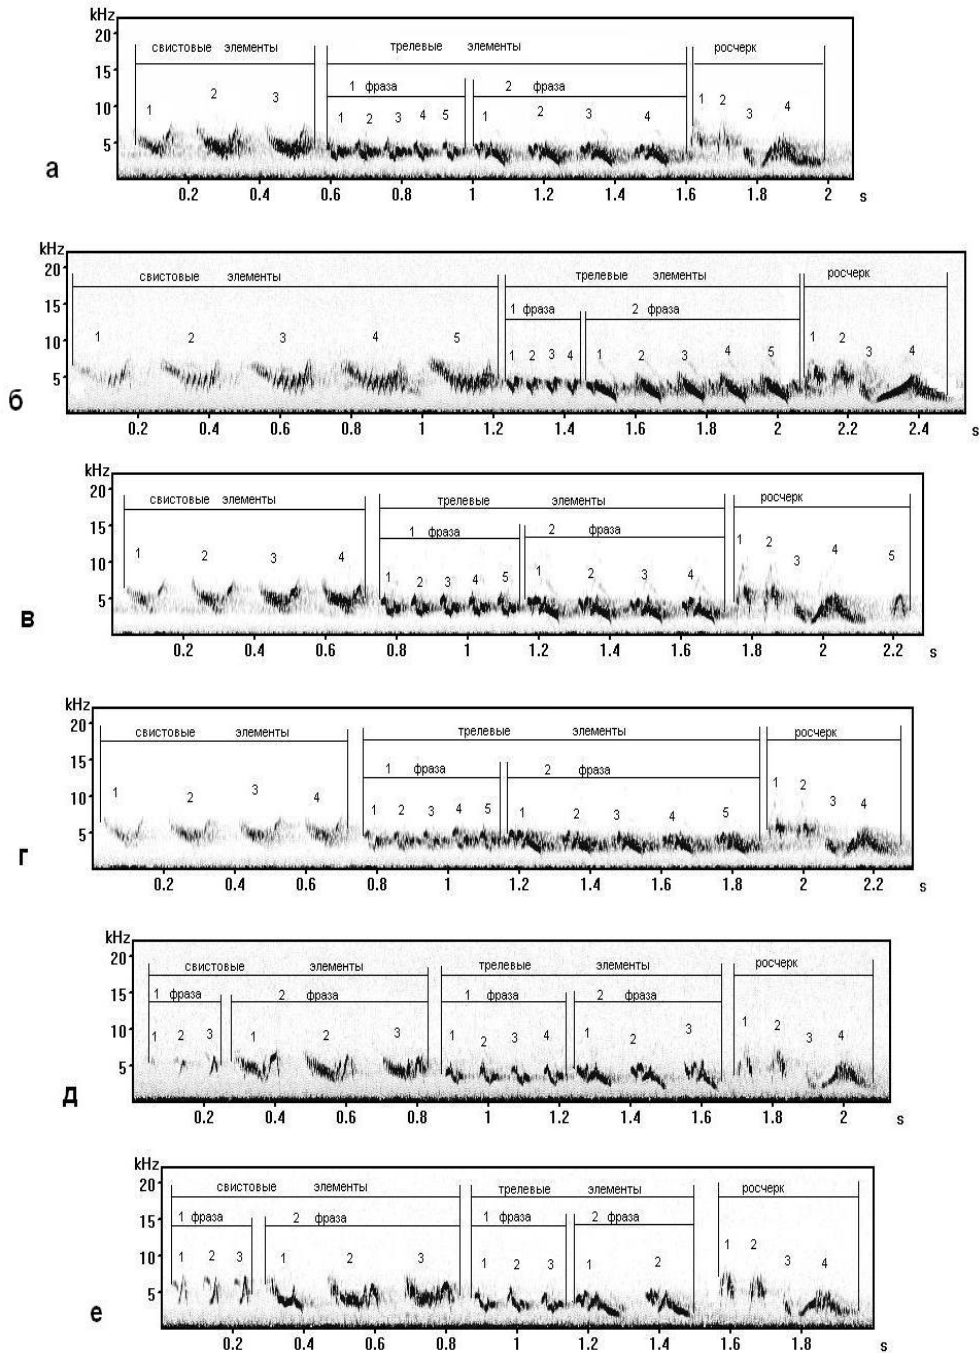 kHz
20
15
10
5
свистовые элементы
трелевые элементы
росчерк
1 фраза
2 фраза
1 2 3
1 2 3 4 5
1 2 3 4
1 2 3 4
а
0.2 0.4 0.6 0.8 1 1.2 1.4 1.6 1.8 2 s
kHz
20
15
10
5
свистовые элементы
трелевые элементы
росчерк
1 фраза
2 фраза
1 2 3 4 5
1 2 3 4
1 2 3 4 5
1 2 3 4
б
0.2 0.4 0.6 0.8 1 1.2 1.4 1.6 1.8 2 2.2 2.4 s
kHz
20
15
10
5
свистовые элементы
трелевые элементы
росчерк
1 фраза
2 фраза
1 2 3 4
1 2 3 4 5
1 2 3 4
1 2 3 4 5
в
0.2 0.4 0.6 0.8 1 1.2 1.4 1.6 1.8 2 2.2 s
kHz
20
15
10
5
свистовые элементы
трелевые элементы
росчерк
1 фраза
2 фраза
1 2 3 4
1 2 3 4 5
1 2 3 4 5
1 2 3 4
г
0.2 0.4 0.6 0.8 1 1.2 1.4 1.6 1.8 2 2.2 s
kHz
20
15
10
5
свистовые элементы
трелевые элементы
росчерк
1 фраза
2 фраза
1 фраза
2 фраза
1 2 3
1 2 3
1 2 3 4
1 2 3
1 2 3 4
д
0.2 0.4 0.6 0.8 1 1.2 1.4 1.6 1.8 2 s
kHz
20
15
10
5
свистовые элементы
трелевые элементы
росчерк
1 фраза
2 фраза
1 фраза
2 фраза
1 2 3
1 2 3
1 2 3
1 2
1 2 3 4
е
0.2 0.4 0.6 0.8 1 1.2 1.4 1.6 1.8 s